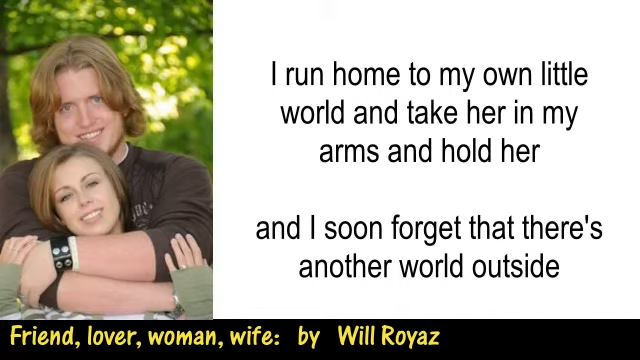 I run home to my own little
world and take her in my
arms and hold her
and I soon forget that there's
another world outside
Friend, lover, woman, wife: by Will Royaz